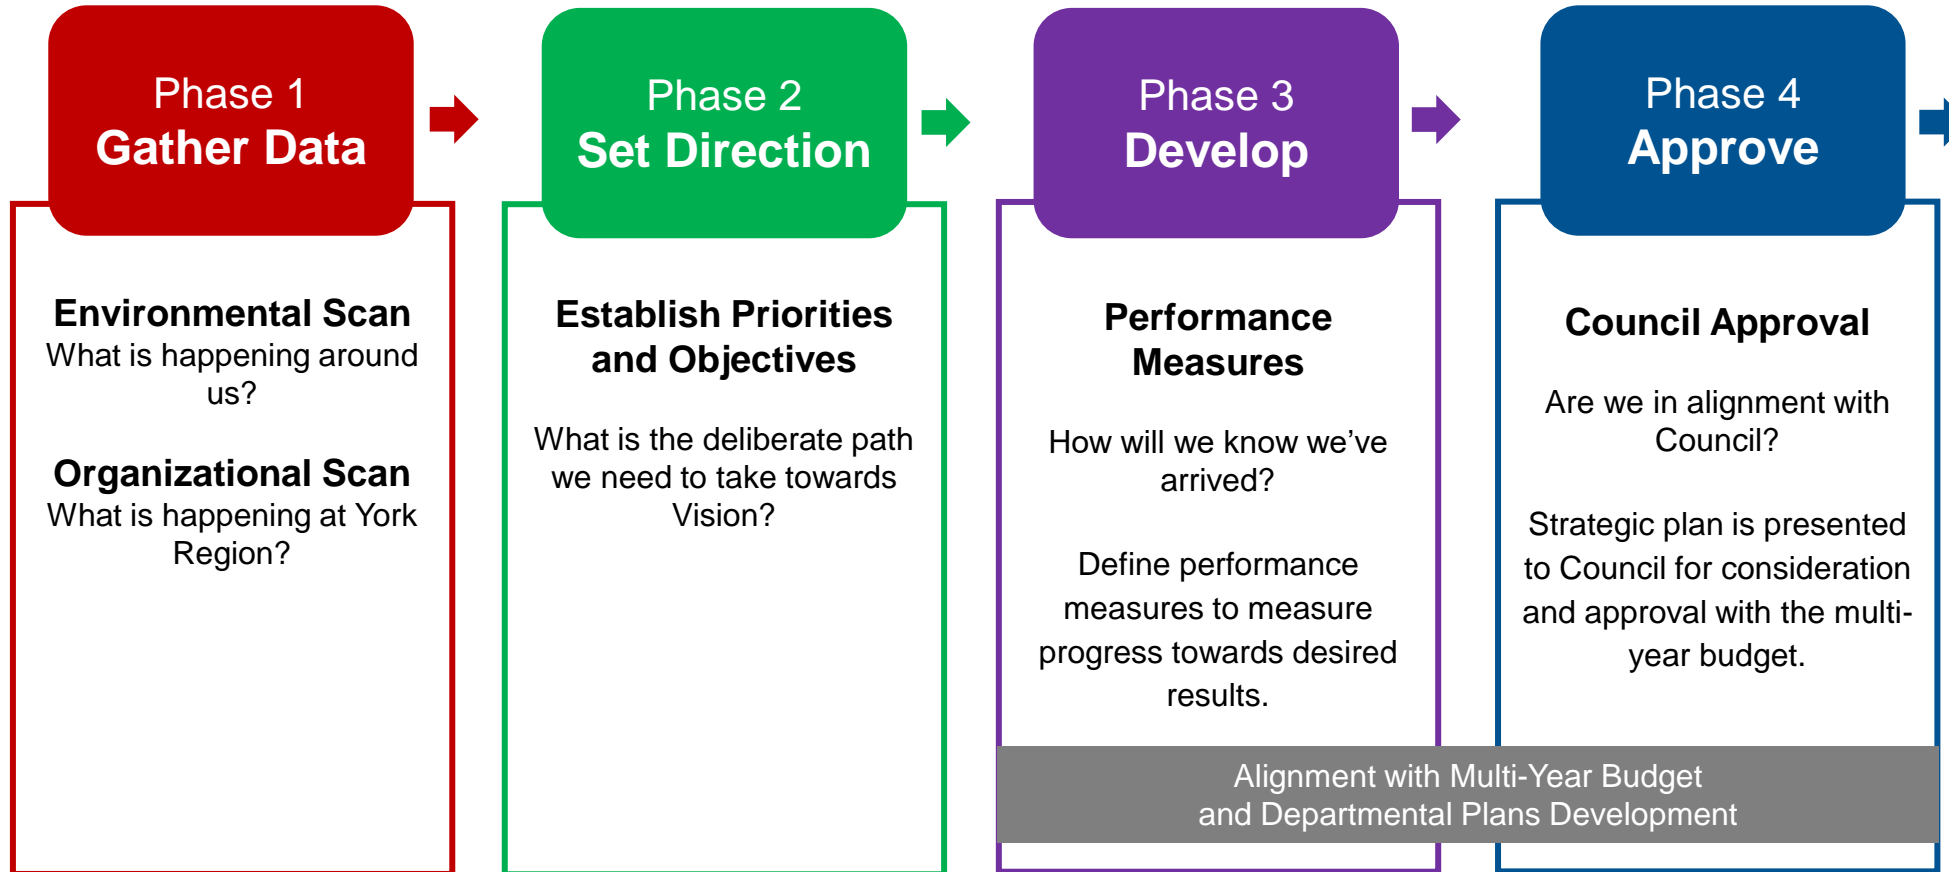 Phase 1
Gather Data
Environmental Scan
What is happening around
us?
Organizational Scan
What is happening at York
Region?
Phase 2
Set Direction
Establish Priorities
and Objectives
What is the deliberate path
we need to take towards
Vision?
Phase 3
Develop
Performance
Measures
How will we know we’ve
arrived?
Define performance
measures to measure
progress towards desired
results.
Phase 4
Approve
Council Approval
Are we in alignment with
Council?
Strategic plan is presented
to Council for consideration
and approval with the multi-
year budget.
Alignment with Multi-Year Budget
and Departmental Plans Development